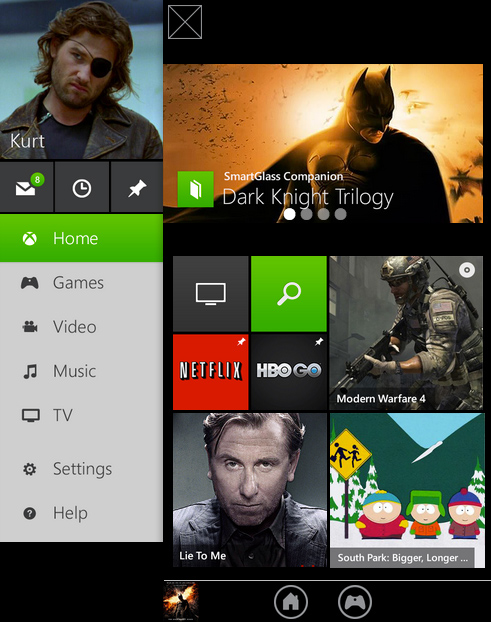 Kurt
8
Home
Games
Video
Music
TV
Settings
Help
SmartGlass Companion
Dark Knight Trilogy
NETFLIX
HBO GO
Modern Warfare 4
Lie To Me
South Park: Bigger, Longer ...